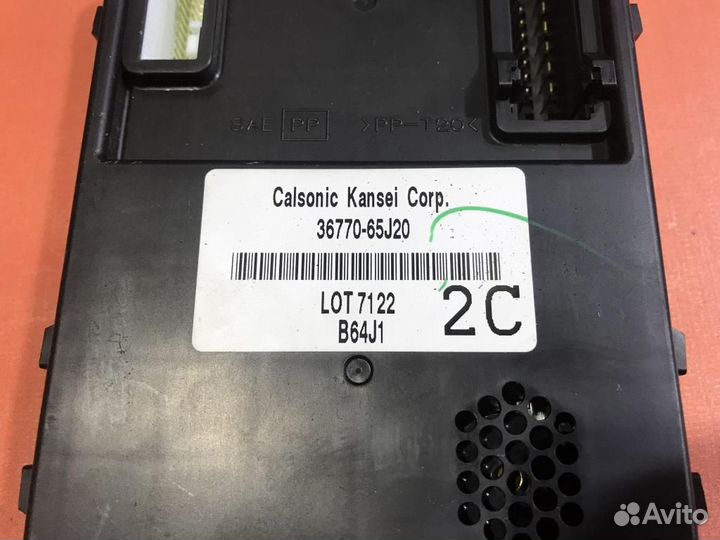 SAE PP >PP-T20<
Calsonic Kansei Corp.
36770-65J20
LOT 7122
B64J1
2C
Avito